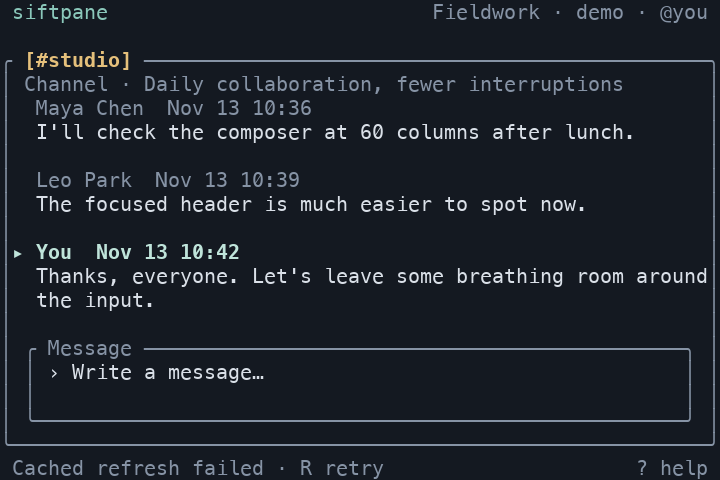 siftpane Fieldwork · demo · @you
[#studio]
Channel · Daily collaboration, fewer interruptions
Maya Chen  Nov 13 10:36
I'll check the composer at 60 columns after lunch.
Leo Park  Nov 13 10:39
The focused header is much easier to spot now.
▸ You  Nov 13 10:42
Thanks, everyone. Let's leave some breathing room around
the input.
Message
› Write a message…
Cached refresh failed · R retry ? help